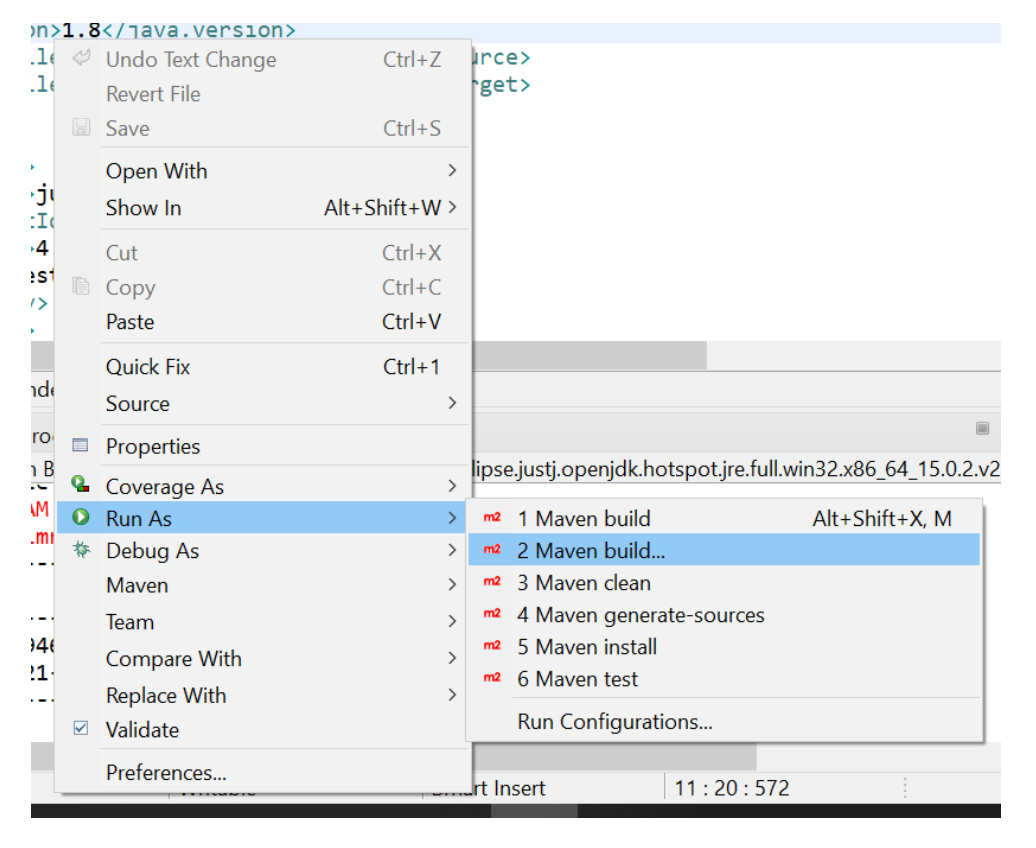 on>1.8</java.version>
Undo Text Change Ctrl+Z
urce>
rget>
Revert File
Save Ctrl+S
Open With >
Show In Alt+Shift+W >
Cut Ctrl+X
Copy Ctrl+C
Paste Ctrl+V
Quick Fix Ctrl+1
Source >
Properties
lipse.justj.openjdk.hotspot.jre.full.win32.x86_64_15.0.2.v2
Coverage As >
Run As >
1 Maven build Alt+Shift+X, M
m2
2 Maven build...
m2
Debug As >
3 Maven clean
m2
Maven >
4 Maven generate-sources
m2
Team >
5 Maven install
m2
Compare With >
6 Maven test
m2
Replace With >
Run Configurations...
Validate
Preferences...
Smart Insert 11 : 20 : 572